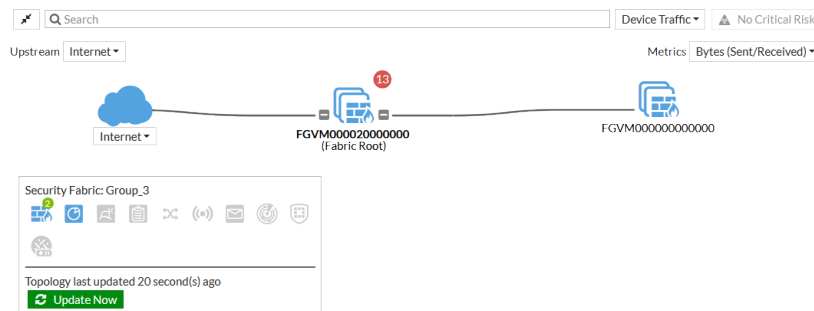 Search
Device Traffic
No Critical Risk
Upstream
Internet
Metrics
Bytes (Sent/Received)
13
Internet
FGVM000020000000
(Fabric Root)
FGVM000000000000
Security Fabric: Group_3
2
Topology last updated 20 second(s) ago
Update Now